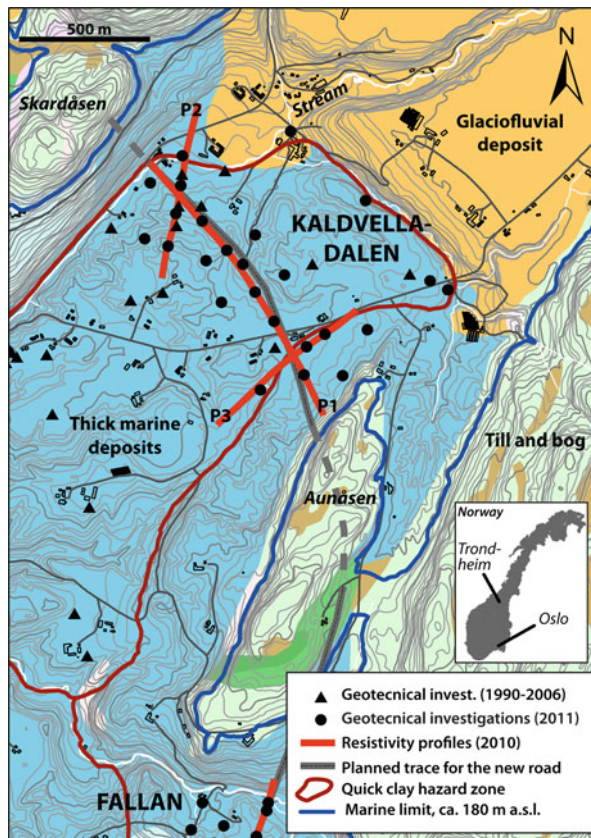 500 m
N
Skardåsen
P2
Stream
Glaciofluvial
deposit
KALDVELLA-
DALEN
P3
P1
Thick marine
deposits
Till and bog
Aunåsen
Norway
Trond-
heim
Oslo
Geotecnical invest. (1990-2006)
Geotecnical investigations (2011)
Resistivity profiles (2010)
Planned trace for the new road
Quick clay hazard zone
Marine limit, ca. 180 m a.s.l.
FALLAN